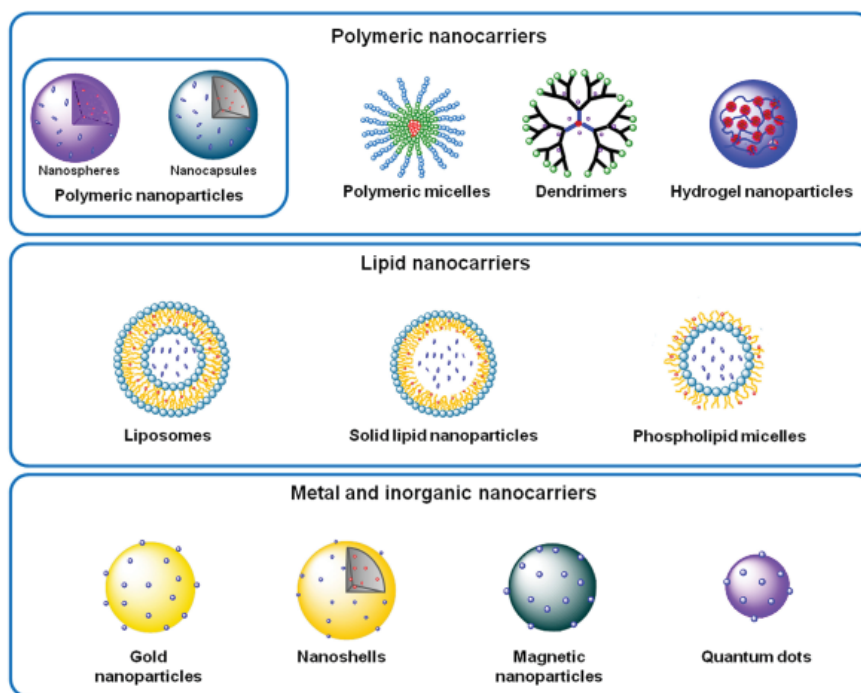 Polymeric nanocarriers
Nanospheres
Nanocapsules
Polymeric nanoparticles
Polymeric micelles
Dendrimers
Hydrogel nanoparticles
Lipid nanocarriers
Liposomes
Solid lipid nanoparticles
Phospholipid micelles
Metal and inorganic nanocarriers
Gold
nanoparticles
Nanoshells
Magnetic
nanoparticles
Quantum dots